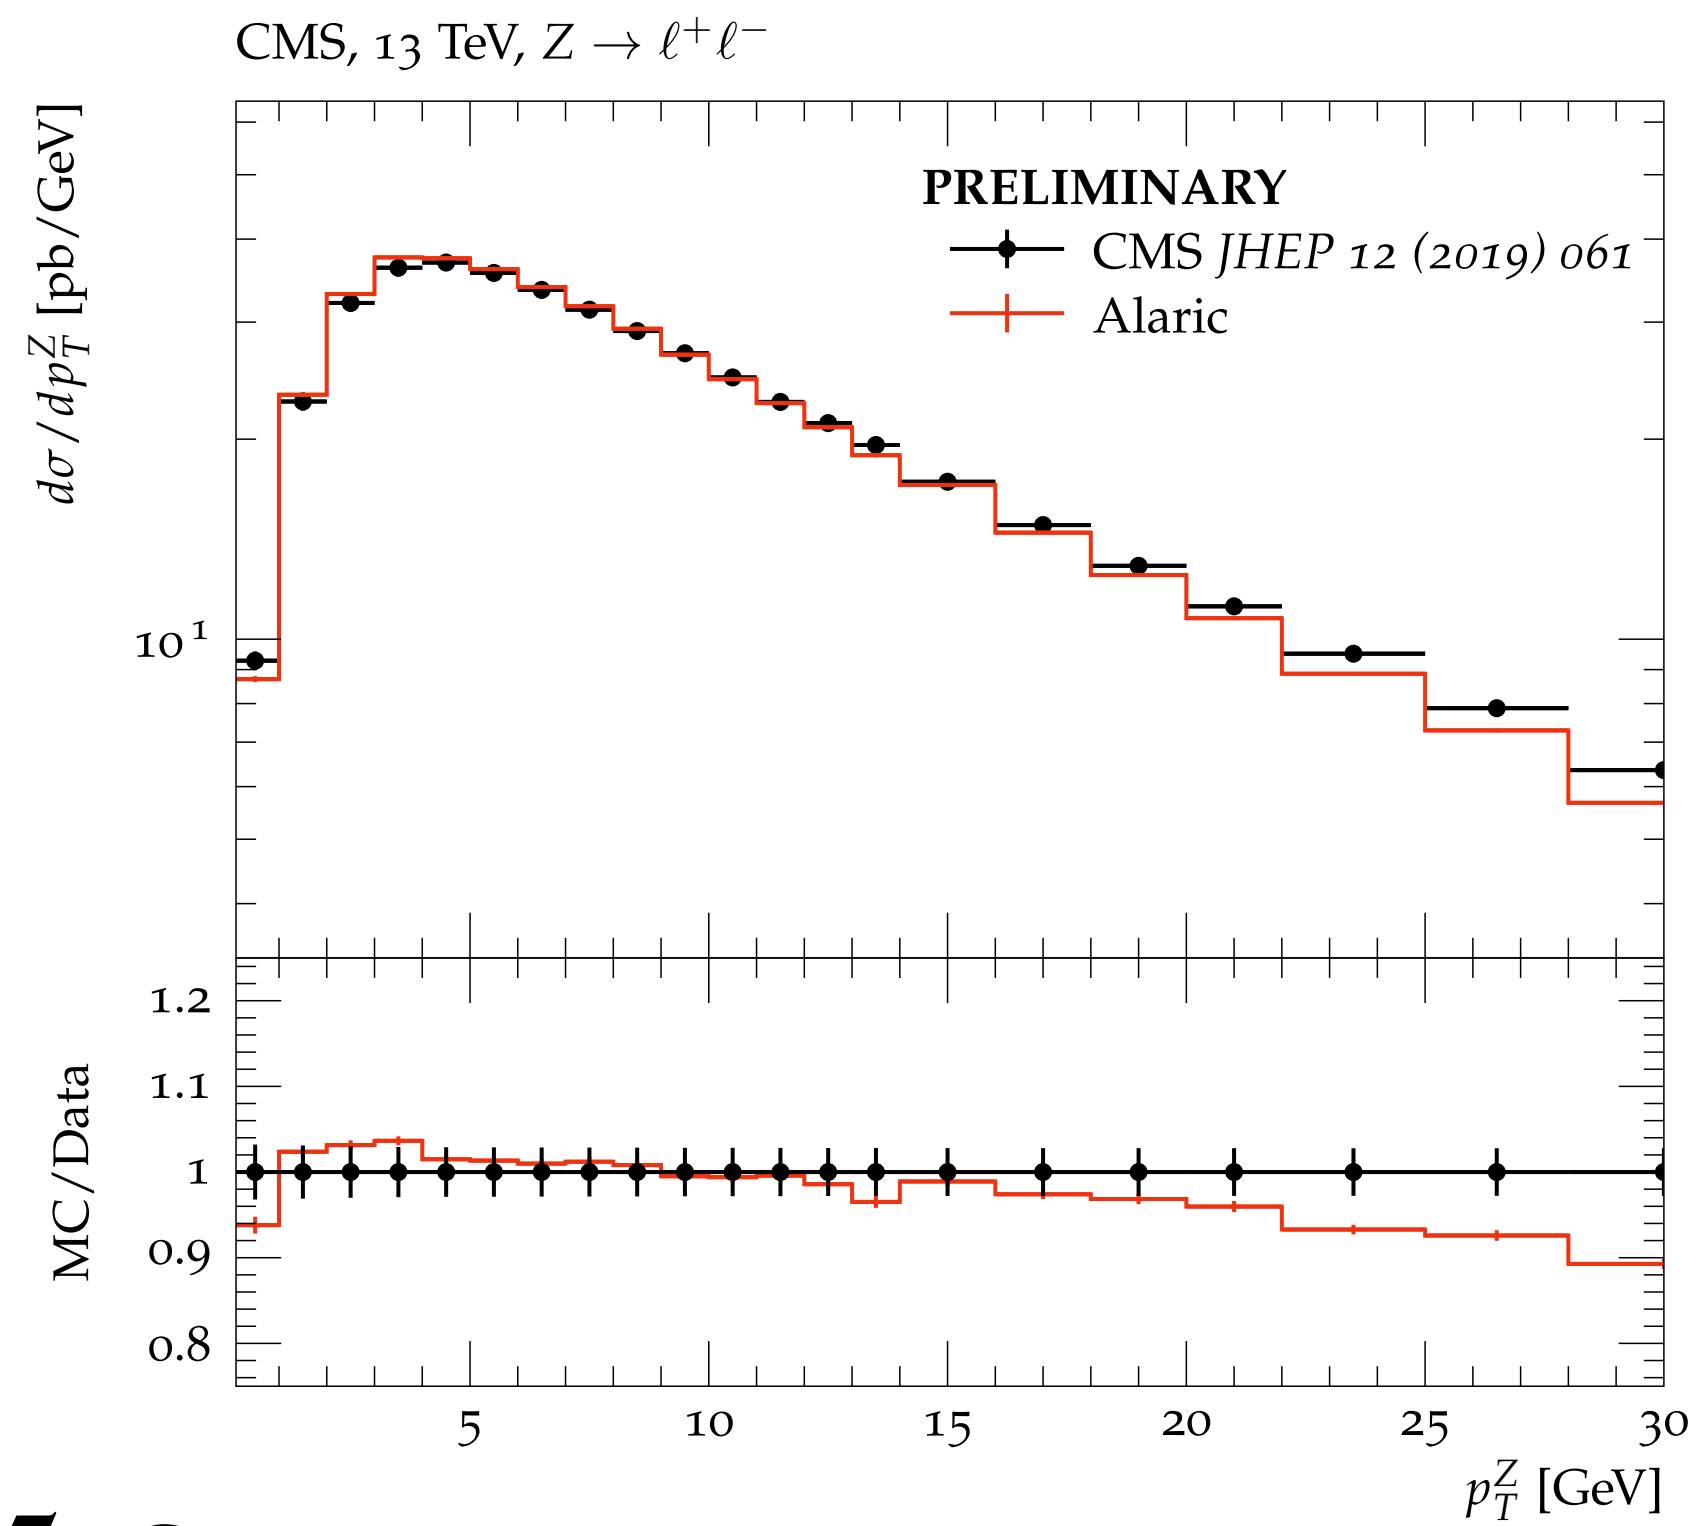 CMS, 13 TeV, Z → ℓ⁺ℓ⁻
dσ/dp_T^Z [pb/GeV]
PRELIMINARY
CMS JHEP 12 (2019) 061
Alaric
10¹
MC/Data
1.2
1.1
1
0.9
0.8
5 10 15 20 25 30
p_T^Z [GeV]